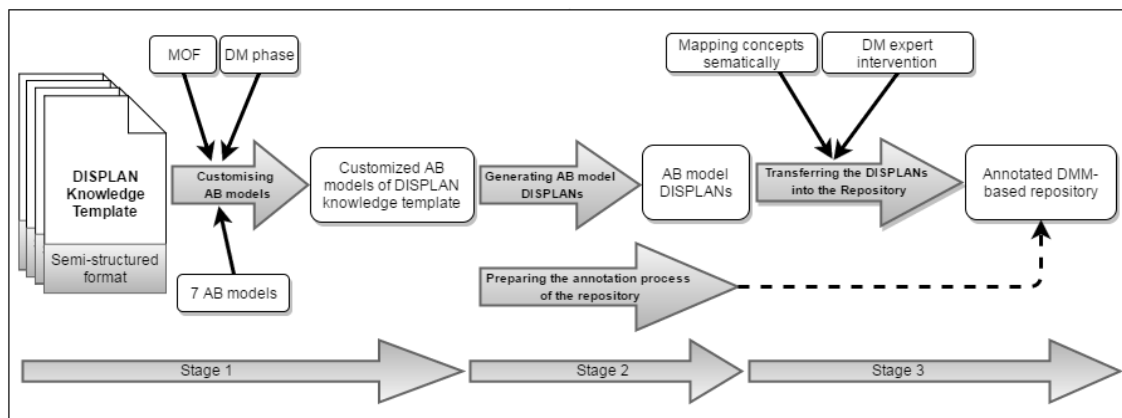 MOF
DM phase
Mapping concepts
sematically
DM expert
intervention
DISPLAN
Knowledge
Template
Semi-structured
format
Customising
AB models
Customized AB
models of DISPLAN
knowledge template
Generating AB model
DISPLANs
AB model
DISPLANs
Transferring the DISPLANs
into the Repository
Annotated DMM-
based repository
7 AB models
Preparing the annotation process
of the repository
Stage 1
Stage 2
Stage 3